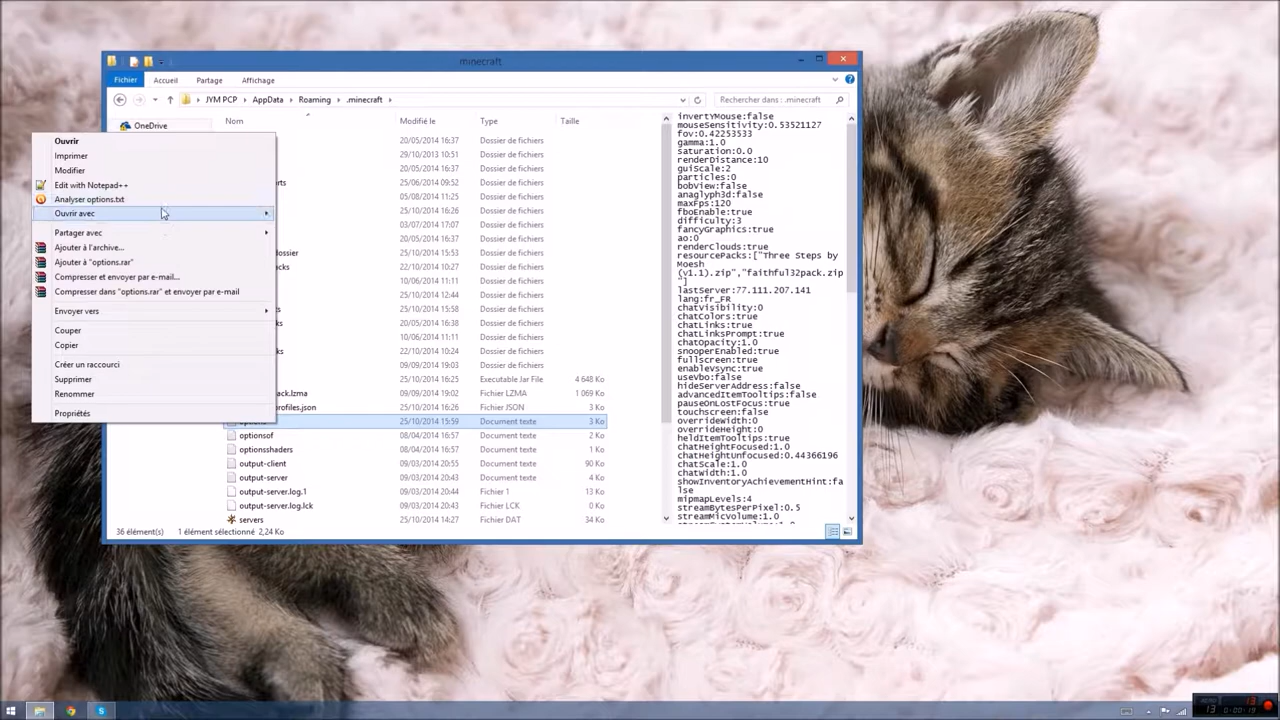 minecraft
Fichier Accueil Partage Affichage
JYM PCP AppData Roaming .minecraft
Rechercher dans : .minecraft
Nom Modifié le Type Taille
OneDrive
Ouvrir
Imprimer
Modifier
Edit with Notepad++
Analyser options.txt
Ouvrir avec
Partager avec
Ajouter à l'archive...
Ajouter à "options.rar"
Compresser et envoyer par e-mail...
Compresser dans "options.rar" et envoyer par e-mail
Envoyer vers
Couper
Copier
Créer un raccourci
Supprimer
Renommer
Propriétés
20/05/2014 16:37 Dossier de fichiers
29/10/2013 10:51 Dossier de fichiers
20/05/2014 16:37 Dossier de fichiers
25/06/2014 09:52 Dossier de fichiers
05/08/2014 11:25 Dossier de fichiers
25/10/2014 16:26 Dossier de fichiers
03/07/2014 17:07 Dossier de fichiers
20/05/2014 16:39 Dossier de fichiers
25/10/2014 15:53 Dossier de fichiers
22/10/2014 10:27 Dossier de fichiers
10/06/2014 11:11 Dossier de fichiers
25/10/2014 12:44 Dossier de fichiers
25/10/2014 15:58 Dossier de fichiers
20/05/2014 16:38 Dossier de fichiers
10/06/2014 11:11 Dossier de fichiers
22/10/2014 10:24 Dossier de fichiers
09/09/2014 19:03 Dossier de fichiers
25/10/2014 16:25 Executable Jar File 4 648 Ko
ack.lzma 09/09/2014 19:02 Fichier LZMA 1 069 Ko
rofiles.json 25/10/2014 16:26 Fichier JSON 3 Ko
options 25/10/2014 15:59 Document texte 3 Ko
optionsof 08/04/2014 16:57 Document texte 2 Ko
optionsshaders 08/04/2014 16:57 Document texte 1 Ko
output-client 09/03/2014 20:55 Document texte 90 Ko
output-server 09/03/2014 20:44 Document texte 4 Ko
output-server.log.1 09/03/2014 20:44 Fichier 1 13 Ko
output-server.log.lck 09/03/2014 20:43 Fichier LCK 0 Ko
servers 25/10/2014 14:27 Fichier DAT 34 Ko
36 élément(s) 1 élément sélectionné 2,24 Ko
invertYMouse:false
mouseSensitivity:0.53521127
fov:0.42253533
gamma:1.0
saturation:0.0
renderDistance:10
guiScale:2
particles:0
bobView:false
anaglyph3d:false
maxFps:120
fboEnable:true
difficulty:3
fancyGraphics:true
ao:0
renderClouds:true
resourcePacks:["Three Steps by
Moesh
(v1.1).zip","faithful32pack.zip
"]
lastServer:77.111.207.141
lang:fr_FR
chatVisibility:0
chatColors:true
chatLinks:true
chatLinksPrompt:true
chatOpacity:1.0
snooperEnabled:true
fullscreen:true
enableVsync:true
useVbo:false
hideServerAddress:false
advancedItemTooltips:false
pauseOnLostFocus:true
touchscreen:false
overrideWidth:0
overrideHeight:0
heldItemTooltips:true
chatHeightFocused:1.0
chatHeightUnfocused:0.44366196
chatScale:1.0
chatWidth:1.0
showInventoryAchievementHint:fa
lse
mipmapLevels:4
streamBytesPerPixel:0.5
streamMicVolume:1.0